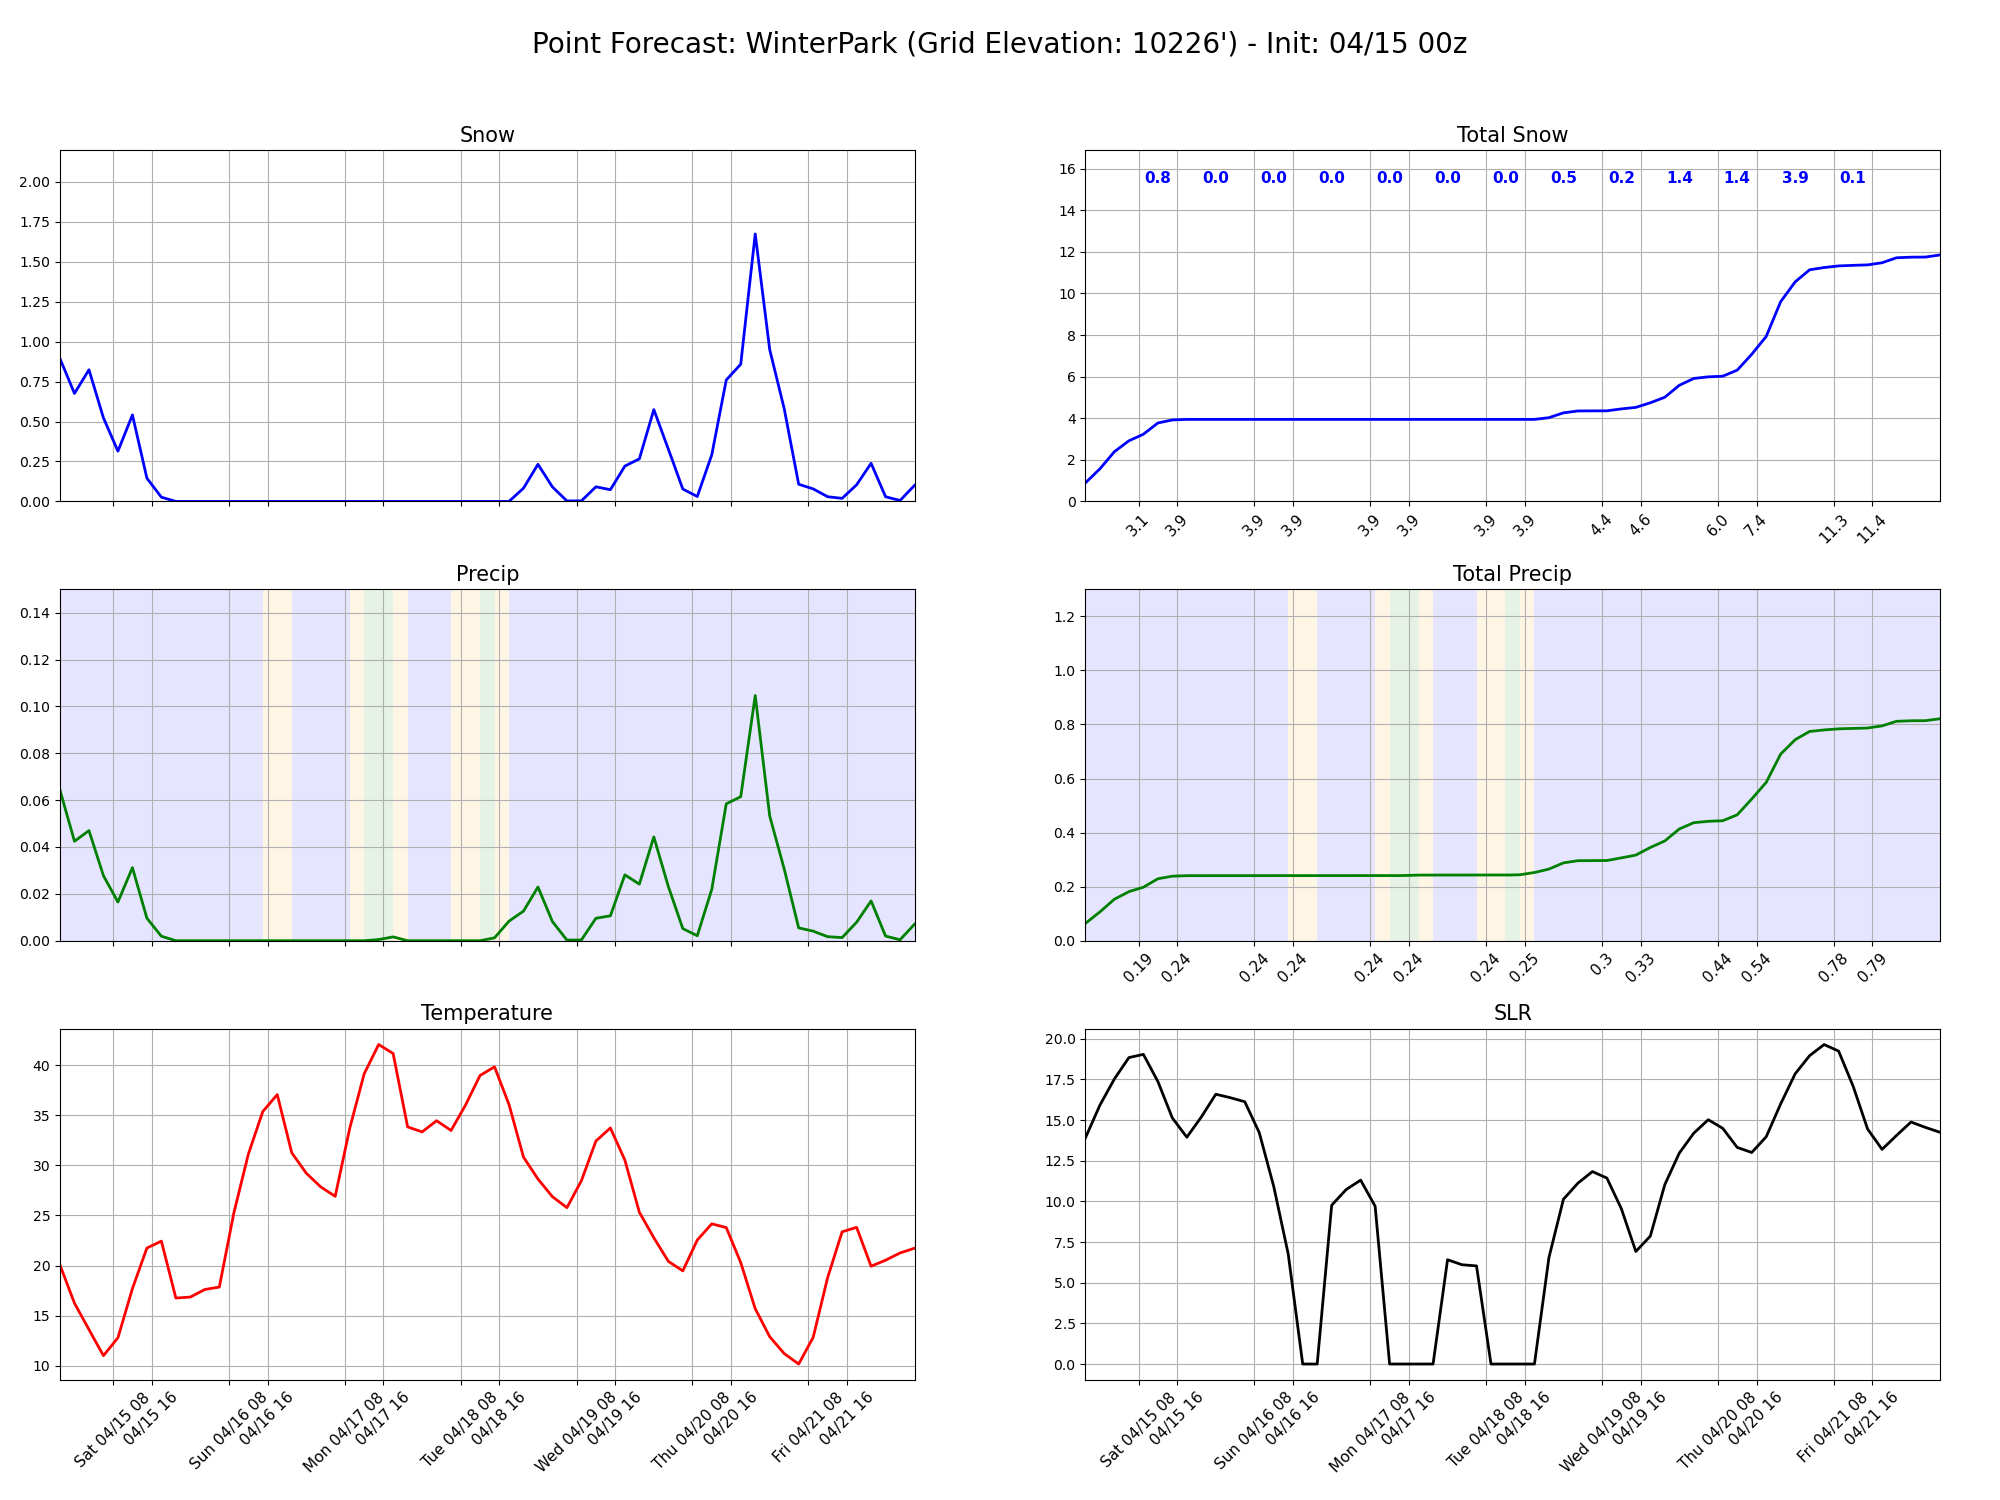 Point Forecast: WinterPark (Grid Elevation: 10226') - Init: 04/15 00z
Snow
2.00
1.75
1.50
1.25
1.00
0.75
0.50
0.25
0.00
Total Snow
16
14
12
10
8
6
4
2
0
0.8 0.0 0.0 0.0 0.0 0.0 0.0 0.5 0.2 1.4 1.4 3.9 0.1
3.1 3.9 3.9 3.9 3.9 3.9 3.9 3.9 4.4 4.6 6.0 7.4 11.3 11.4
Precip
0.14
0.12
0.10
0.08
0.06
0.04
0.02
0.00
Total Precip
1.2
1.0
0.8
0.6
0.4
0.2
0.0
0.19 0.24 0.24 0.24 0.24 0.24 0.24 0.25 0.3 0.33 0.44 0.54 0.78 0.79
Temperature
40
35
30
25
20
15
10
Sat 04/15 08
04/15 16
Sun 04/16 08
04/16 16
Mon 04/17 08
04/17 16
Tue 04/18 08
04/18 16
Wed 04/19 08
04/19 16
Thu 04/20 08
04/20 16
Fri 04/21 08
04/21 16
SLR
20.0
17.5
15.0
12.5
10.0
7.5
5.0
2.5
0.0
Sat 04/15 08
04/15 16
Sun 04/16 08
04/16 16
Mon 04/17 08
04/17 16
Tue 04/18 08
04/18 16
Wed 04/19 08
04/19 16
Thu 04/20 08
04/20 16
Fri 04/21 08
04/21 16